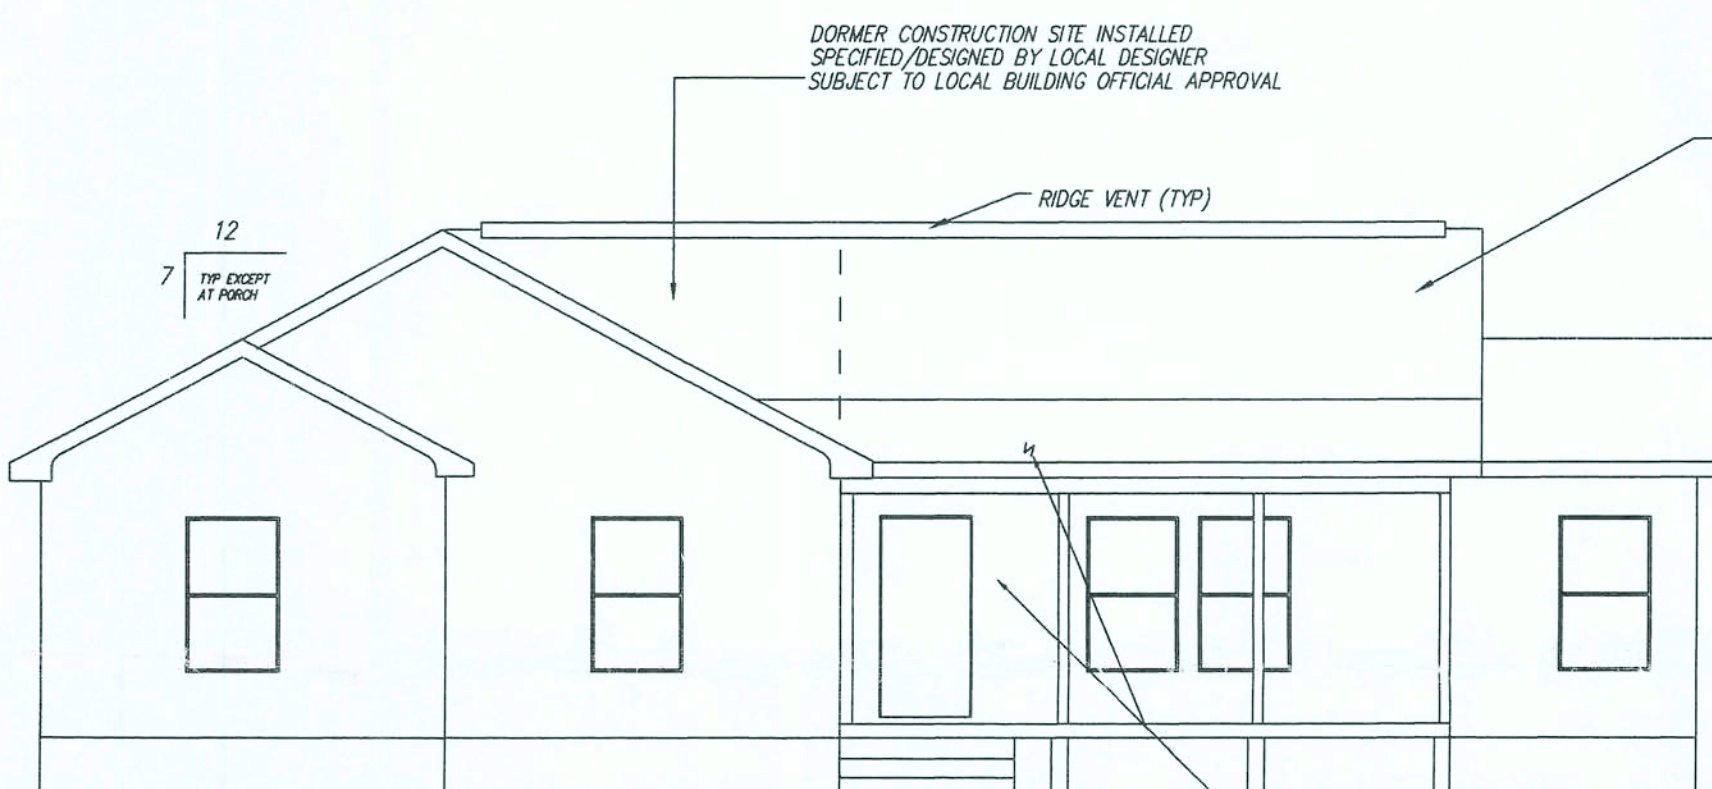 DORMER CONSTRUCTION SITE INSTALLED
SPECIFIED/DESIGNED BY LOCAL DESIGNER
SUBJECT TO LOCAL BUILDING OFFICIAL APPROVAL
RIDGE VENT (TYP)
12
7
TYP EXCEPT
AT PORCH